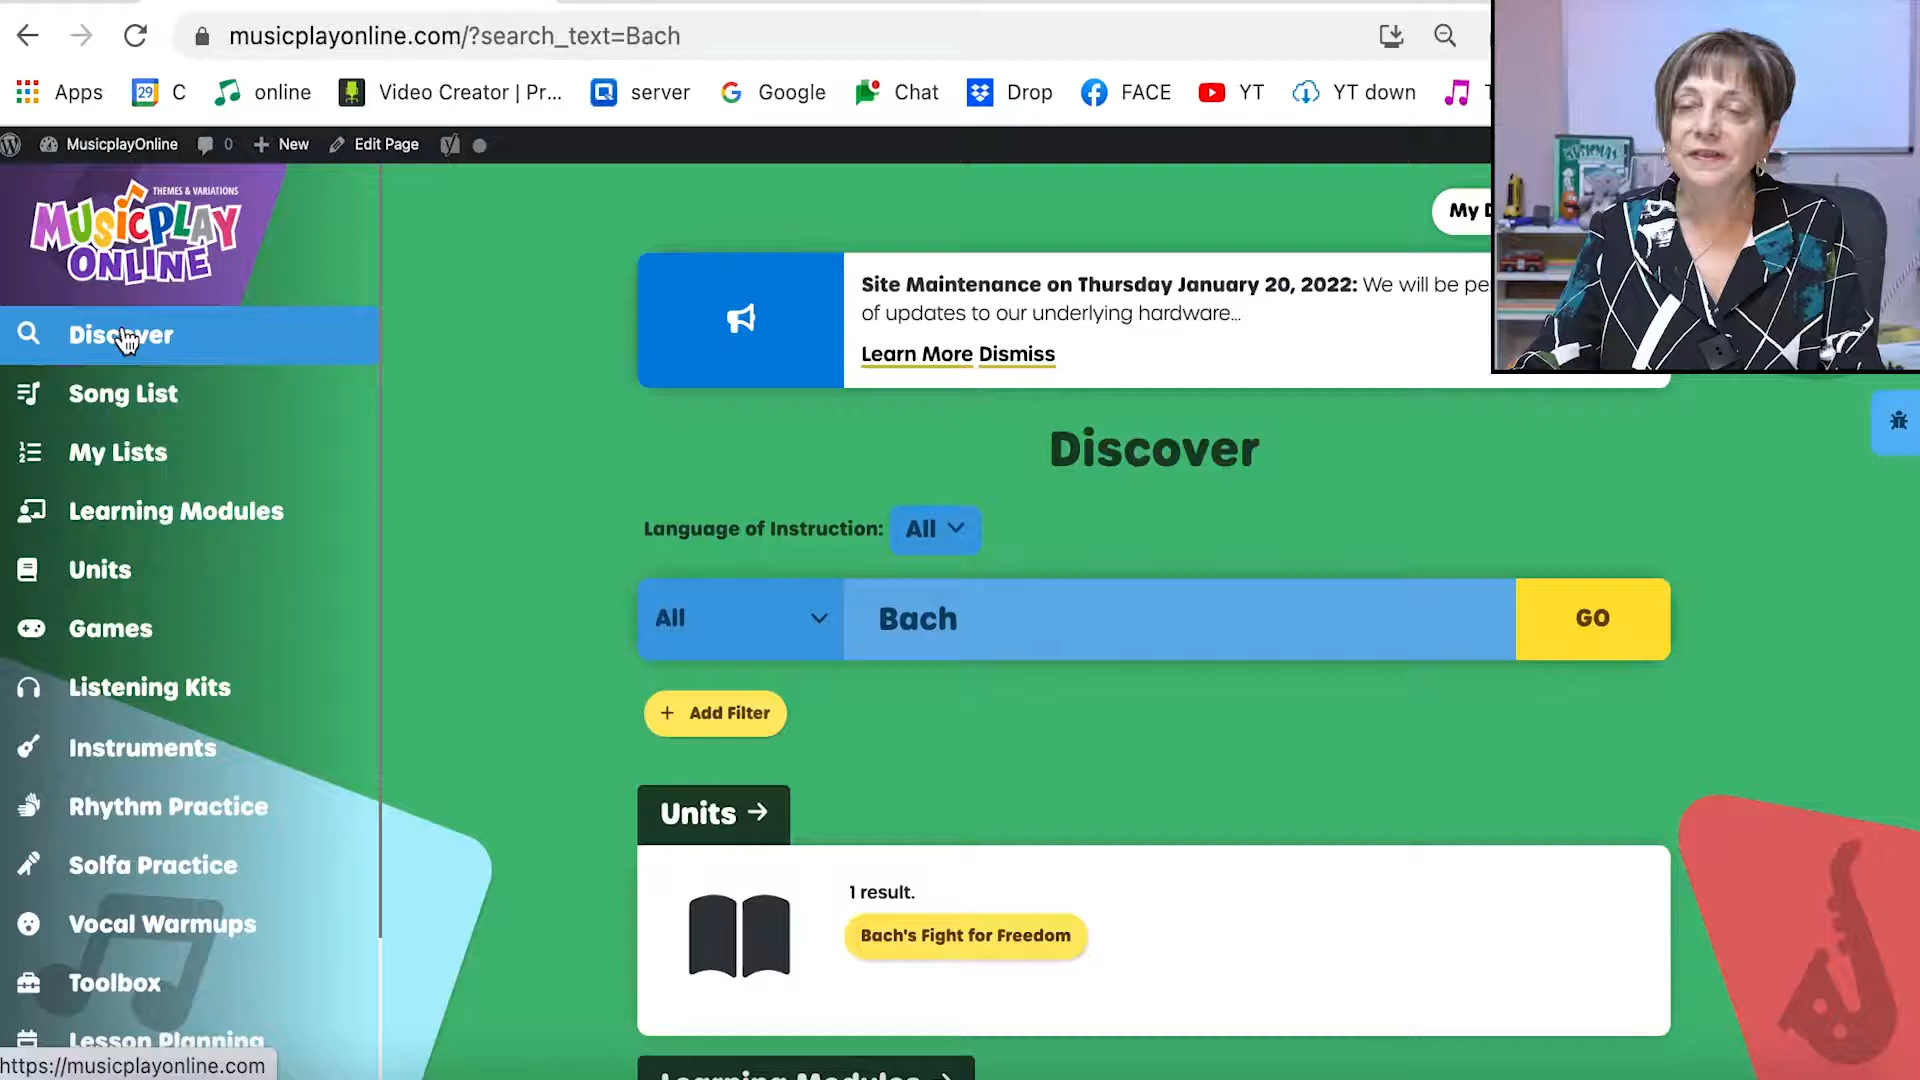 musicplayonline.com/?search_text=Bach
Apps 29 C online Video Creator | Pr... server Google Chat Drop FACE YT YT down
MusicplayOnline 0 New Edit Page
THEMES & VARIATIONS
MUSICPLAY
ONLINE
My
Site Maintenance on Thursday January 20, 2022: We will be pe
of updates to our underlying hardware...
Learn More Dismiss
MUSICPLAY
Discover
Song List
My Lists
Learning Modules
Units
Games
Listening Kits
Instruments
Rhythm Practice
Solfa Practice
Vocal Warmups
Toolbox
Lesson Planning
https://musicplayonline.com
Discover
Language of Instruction: All
All Bach GO
+ Add Filter
Units →
1 result.
Bach's Fight for Freedom
Learning Modules